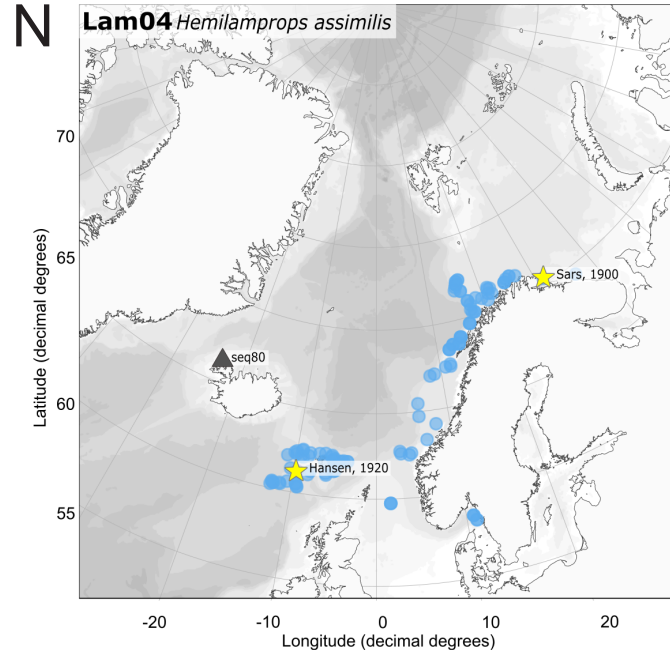 N
Lam04 Hemilamprops assimilis
70
65
60
55
Latitude (decimal degrees)
Sars, 1900
seq80
Hansen, 1920
-20 -10 0 10 20
Longitude (decimal degrees)